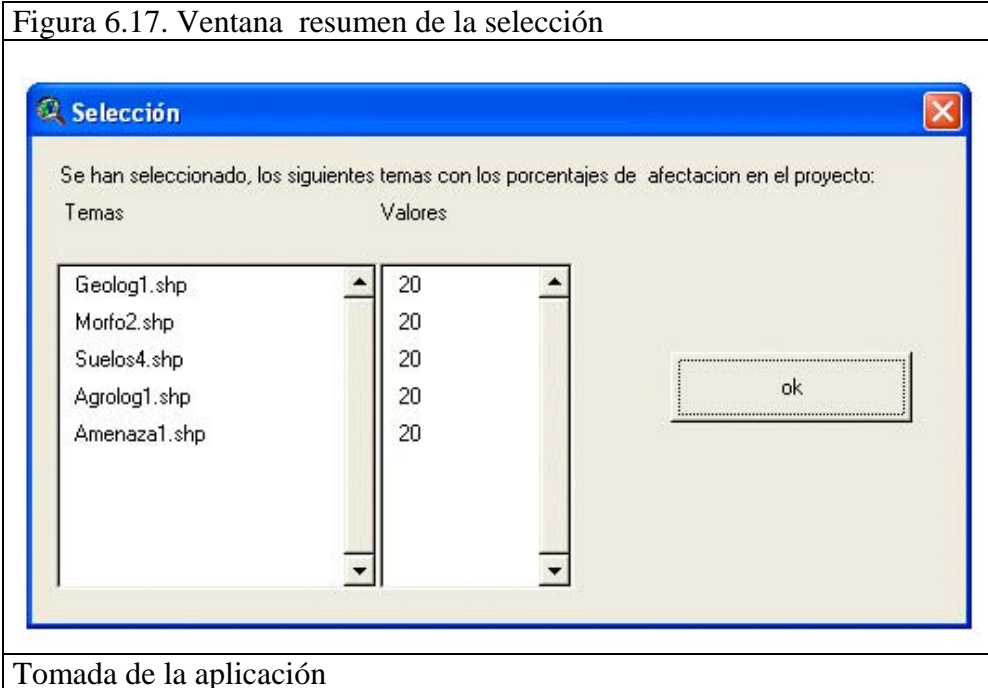 Figura 6.17. Ventana  resumen de la selección
Selección
Se han seleccionado, los siguientes temas con los porcentajes de  afectacion en el proyecto:
Temas Valores
Geolog1.shp 20
Morfo2.shp 20
Suelos4.shp 20
Agrolog1.shp 20
Amenaza1.shp 20
ok
Tomada de la aplicación